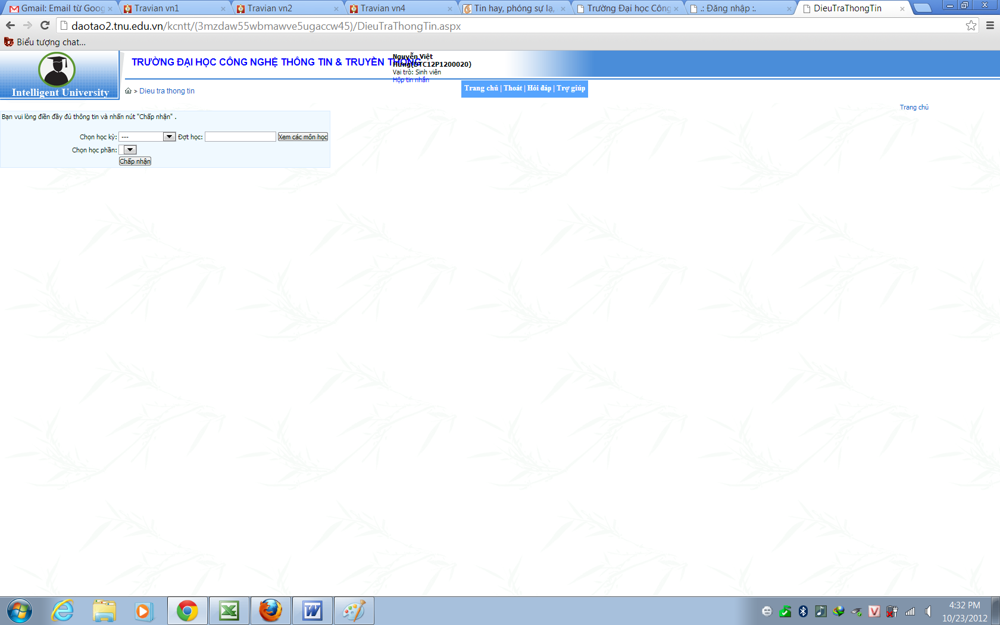 Gmail: Email từ Goog
Travian vn1
Travian vn2
Travian vn4
Tin hay, phóng sự lạ,
Trường Đại học Công
.: Đăng nhập :.
DieuTraThongTin
daotao2.tnu.edu.vn/kcntt/(3mzdaw55wbmawve5ugaccw45)/DieuTraThongTin.aspx
Biểu tượng chat...
Intelligent University
TRƯỜNG ĐẠI HỌC CÔNG NGHỆ THÔNG TIN & TRUYỀN THÔNG
Nguyễn Việt
Hưng(DTC12P1200020)
Vai trò: Sinh viên
Hộp tin nhắn
> Dieu tra thong tin
Trang chủ | Thoát | Hỏi đáp | Trợ giúp
Trang chủ
Bạn vui lòng điền đầy đủ thông tin và nhấn nút "Chấp nhận" .
Chọn học kỳ: --- Đợt học: Xem các môn học
Chọn học phần:
Chấp nhận
4:32 PM
10/23/2012